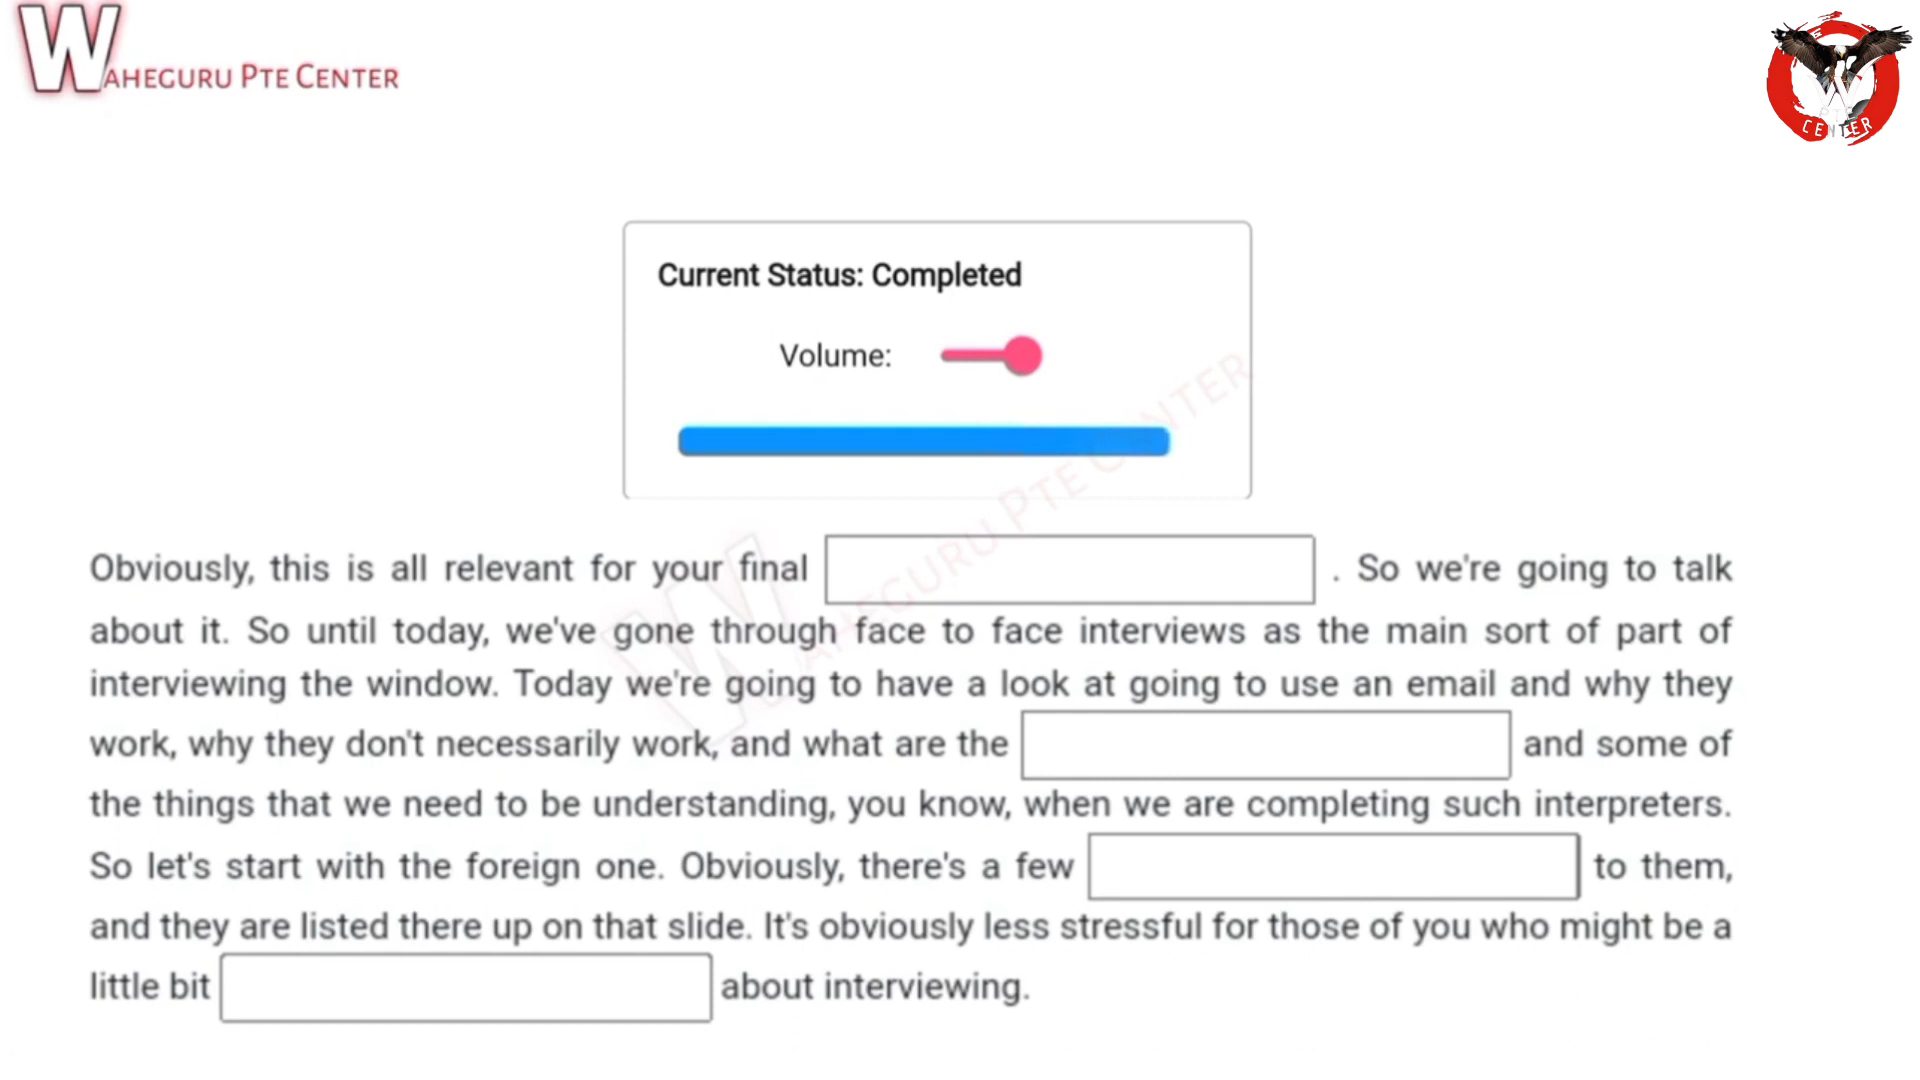 WAHEGURU PTE CENTER
W
PTE
CENTER
Current Status: Completed
Volume:
WAHEGURU PTE CENTER
Obviously, this is all relevant for your final . So we're going to talk
about it. So until today, we've gone through face to face interviews as the main sort of part of
interviewing the window. Today we're going to have a look at going to use an email and why they
work, why they don't necessarily work, and what are the and some of
the things that we need to be understanding, you know, when we are completing such interpreters.
So let's start with the foreign one. Obviously, there's a few to them,
and they are listed there up on that slide. It's obviously less stressful for those of you who might be a
little bit about interviewing.